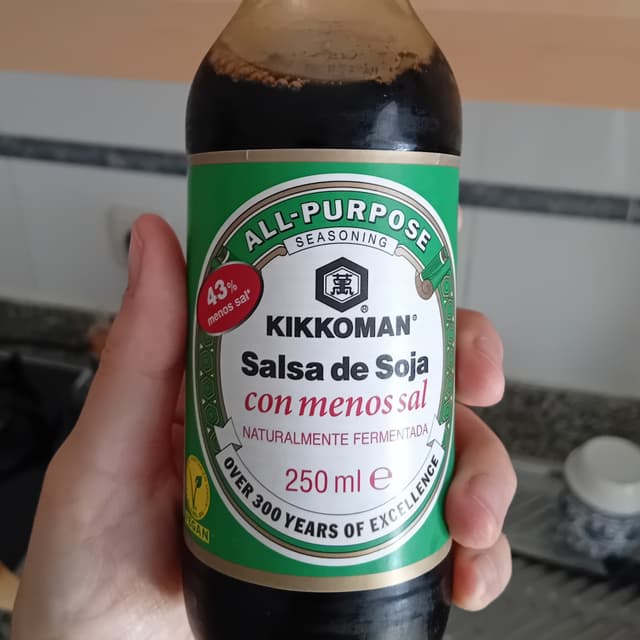 ALL-PURPOSE
SEASONING
萬
®
KIKKOMAN®
43%
menos sal*
Salsa de Soja
con menos sal
NATURALMENTE FERMENTADA
250 ml ℮
OVER 300 YEARS OF EXCELLENCE
V
VEGAN